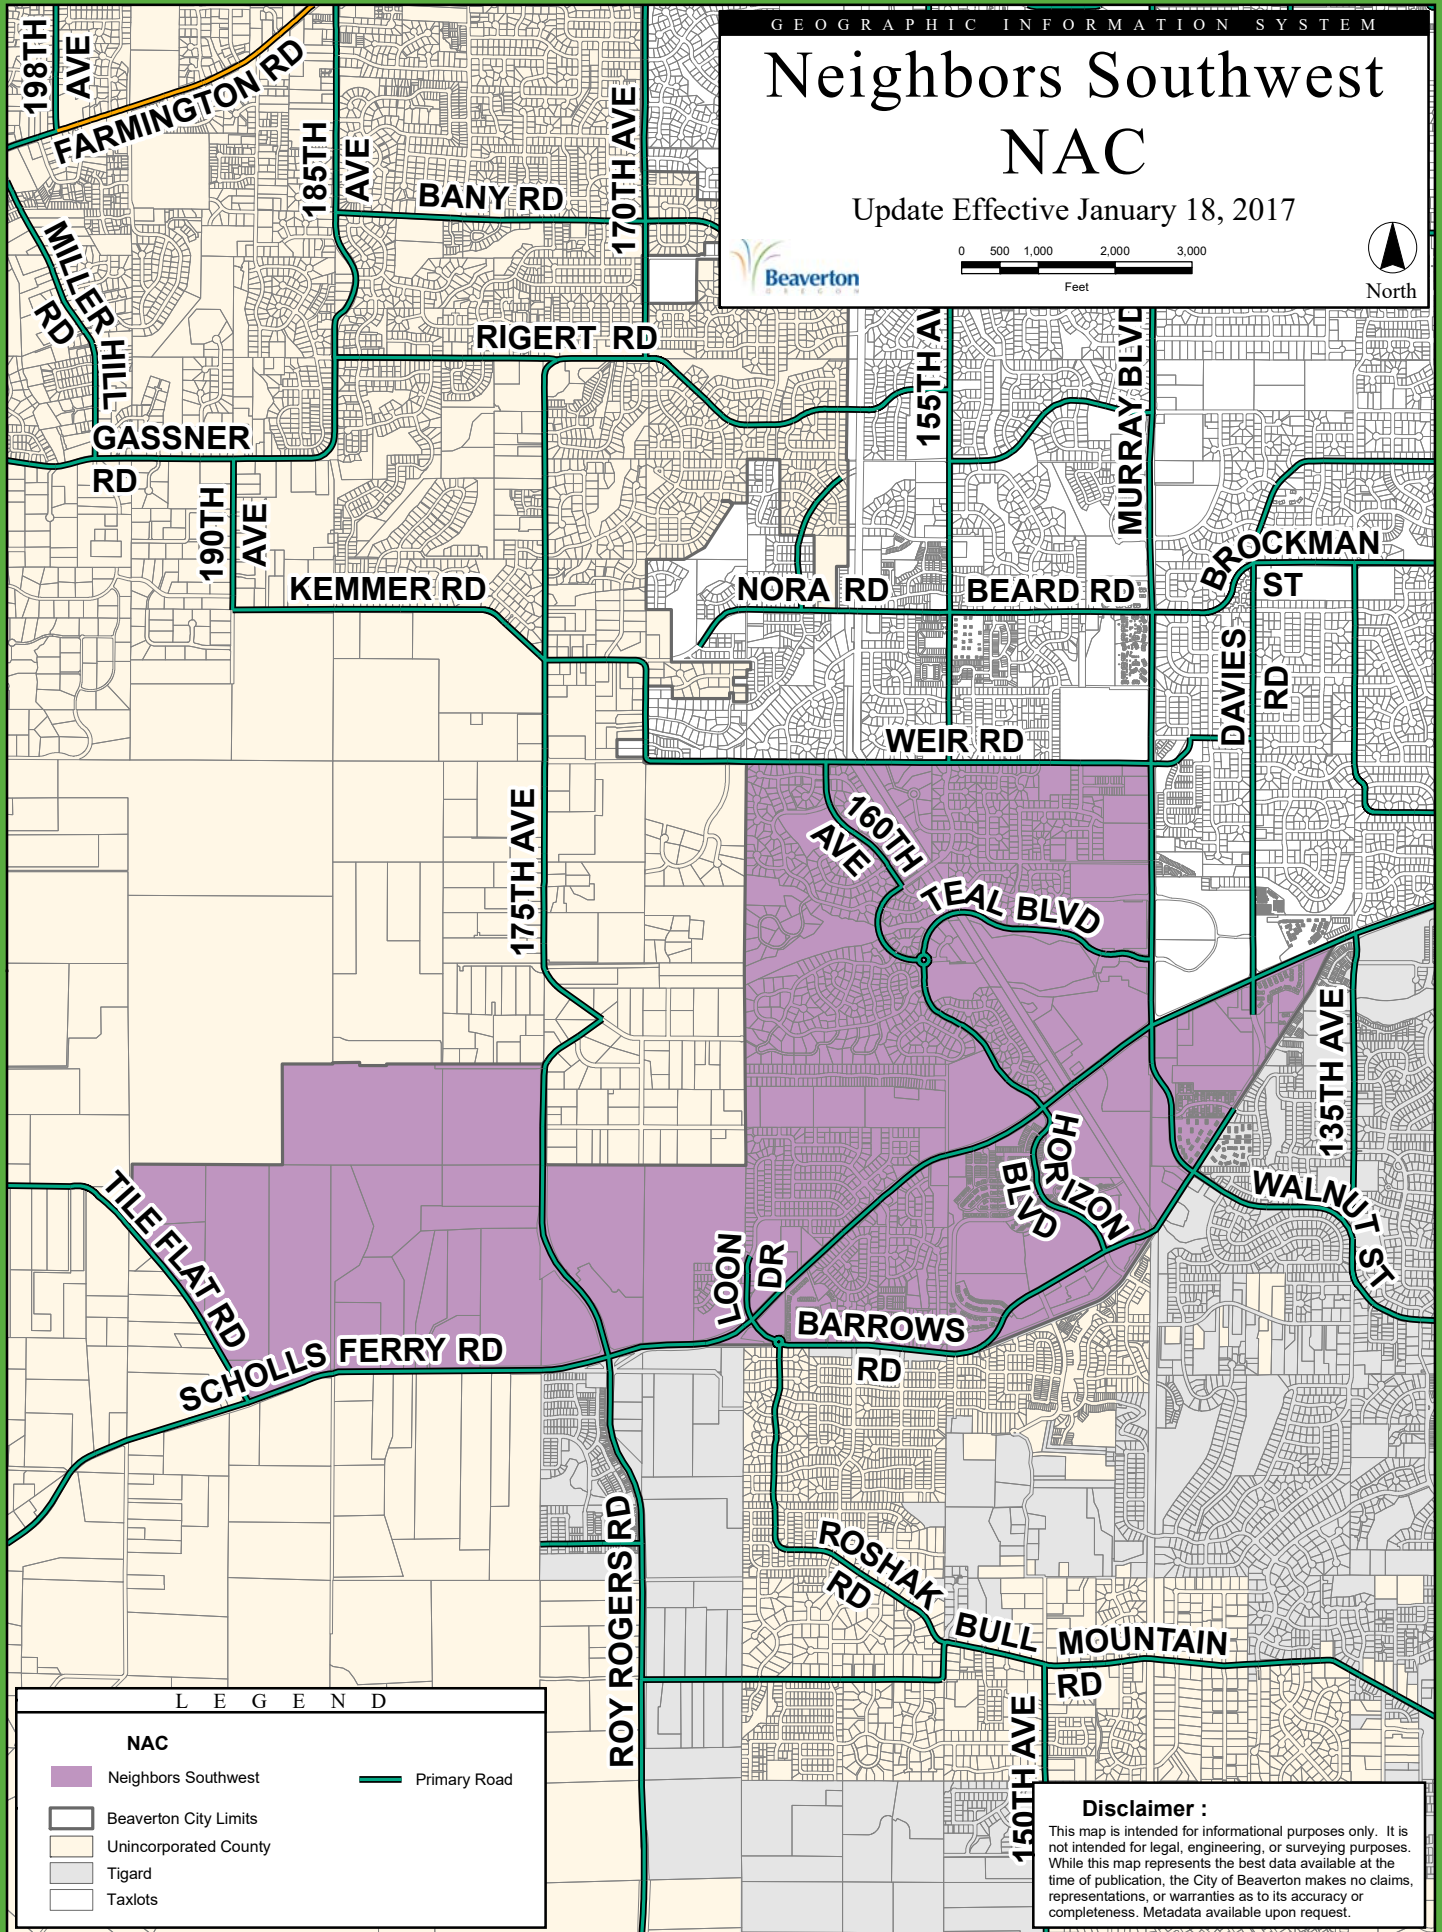 GEOGRAPHIC INFORMATION SYSTEM
Neighbors Southwest
NAC
Update Effective January 18, 2017
0 500 1,000 2,000 3,000
Feet
Beaverton
OREGON
North
198TH
AVE
FARMINGTON RD
185TH
AVE
170TH AVE
BANY RD
MILLER HILL
RD
RIGERT RD
155TH AV
MURRAY BLVD
GASSNER
RD
190TH
AVE
KEMMER RD
NORA RD
BEARD RD
BROCKMAN
ST
DAVIES
RD
WEIR RD
175TH AVE
160TH
AVE
TEAL BLVD
135TH AVE
HORIZON
BLVD
WALNUT ST
TILE FLAT RD
LOON
DR
SCHOLLS FERRY RD
BARROWS
RD
ROY ROGERS RD
ROSHAK
RD
BULL MOUNTAIN
RD
150TH AVE
LEGEND
NAC
Neighbors Southwest
Primary Road
Beaverton City Limits
Unincorporated County
Tigard
Taxlots
Disclaimer :
This map is intended for informational purposes only. It is
not intended for legal, engineering, or surveying purposes.
While this map represents the best data available at the
time of publication, the City of Beaverton makes no claims,
representations, or warranties as to its accuracy or
completeness. Metadata available upon request.